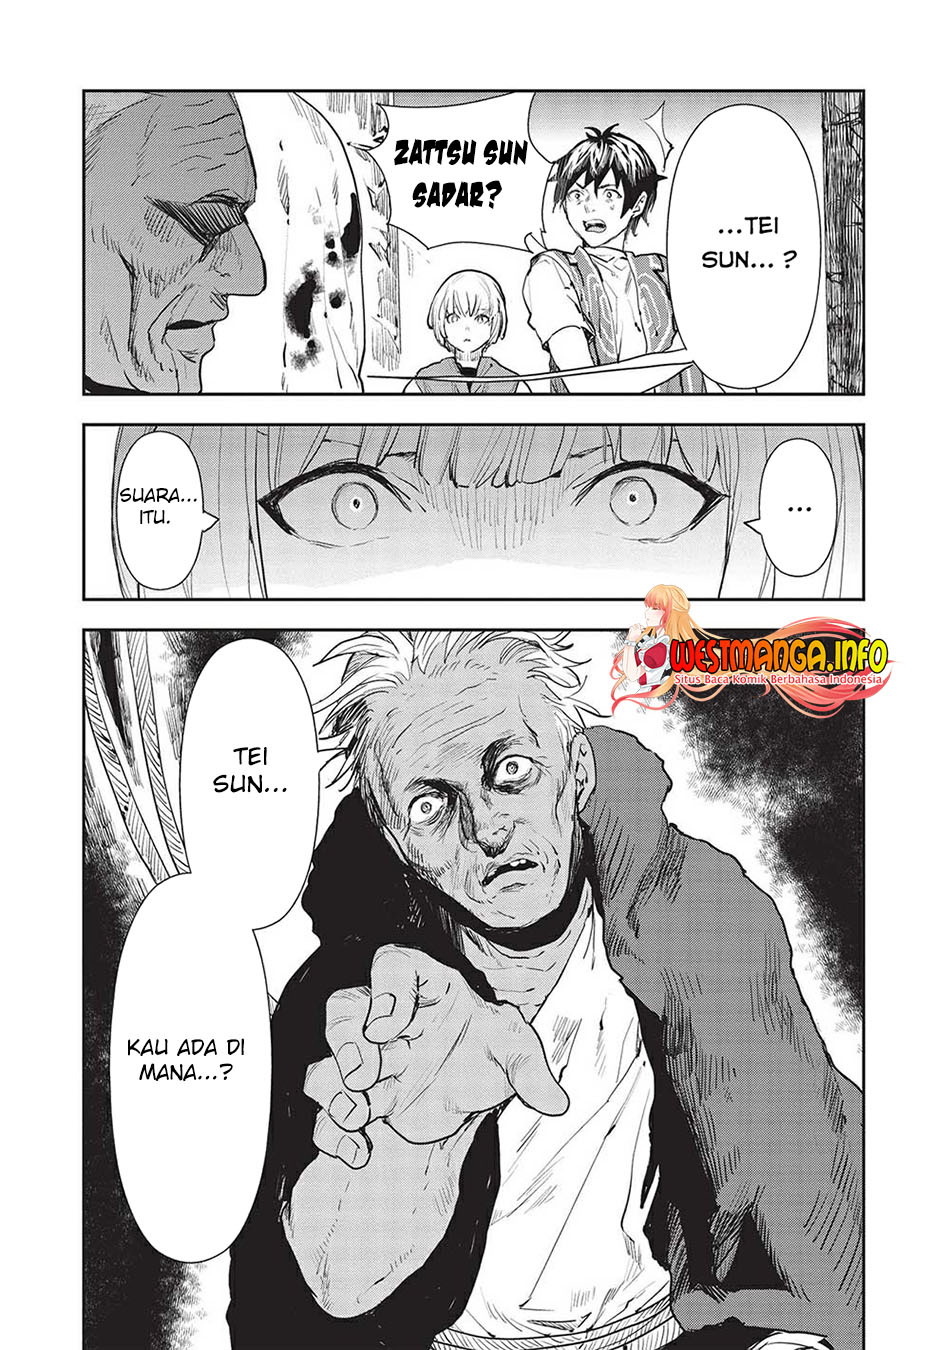 ...TEI
SUN... ?
ZATTSU SUN
SADAR?
...
SUARA...
ITU.
WESTMANGA.INFO
Situs Baca Komik Berbahasa Indonesia
TEI
SUN...
KAU ADA DI
MANA...?